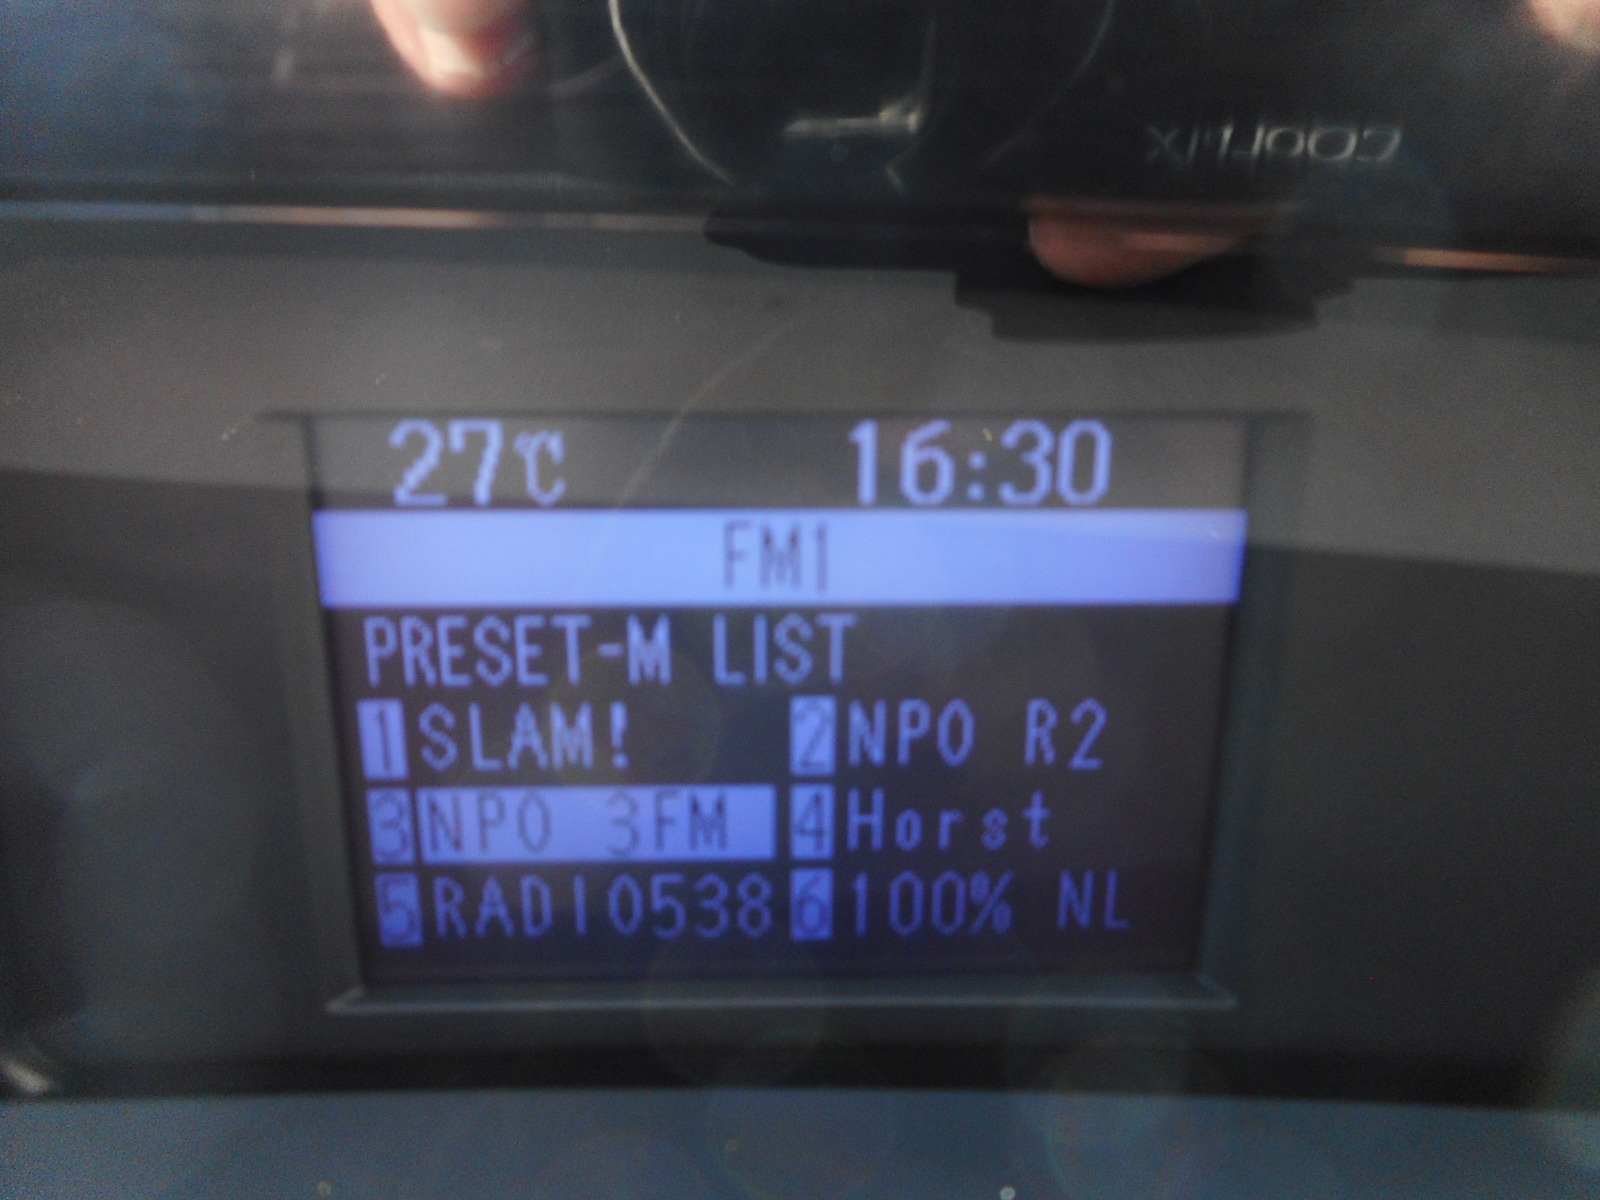 COOLPIX
27°C 16:30
FM1
PRESET-M LIST
1 SLAM! 2 NPO R2
3 NPO 3FM 4 Horst
5 RADIO538 6 100% NL